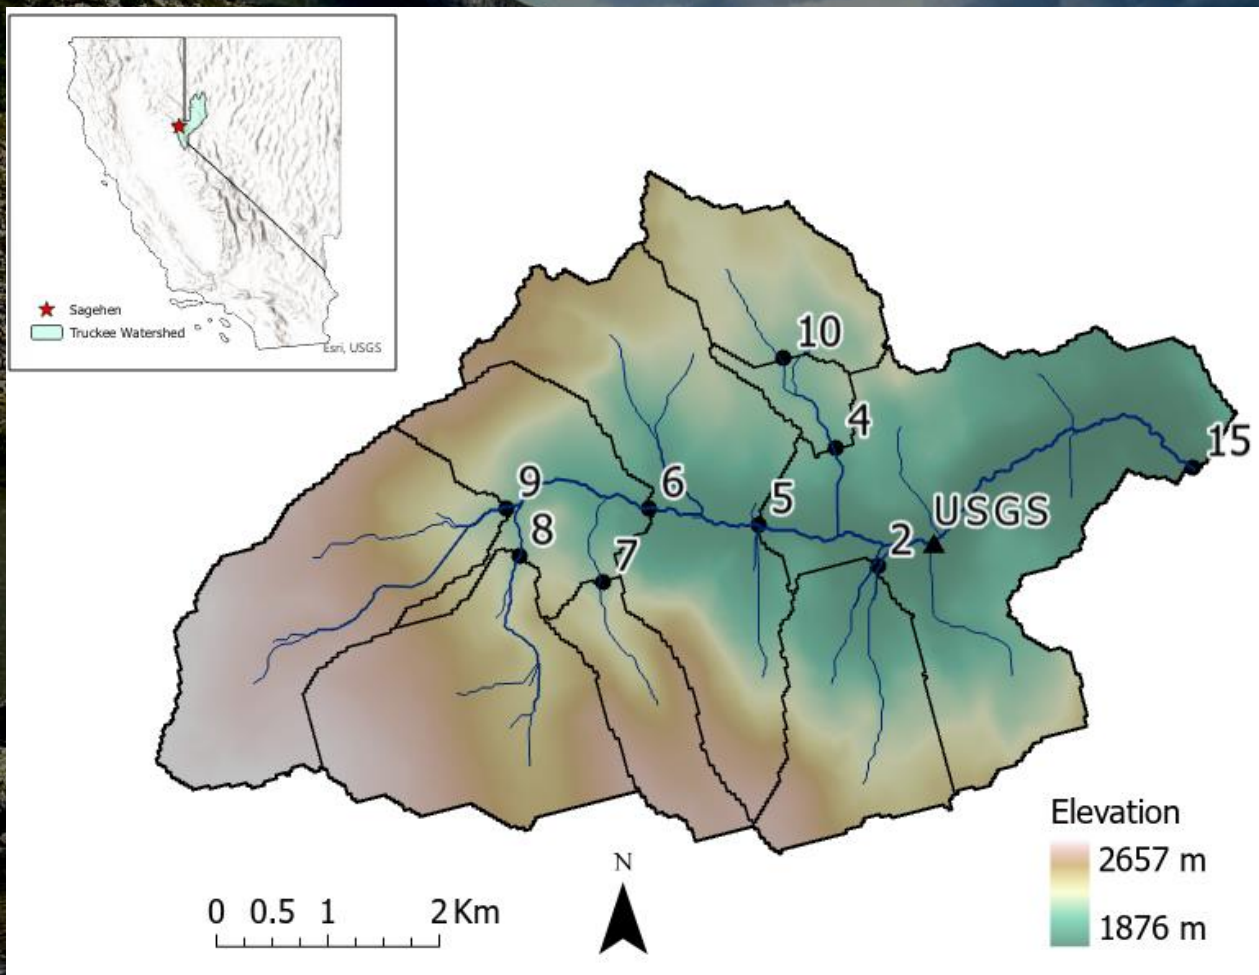 Sagehen
Truckee Watershed
Esri, USGS
10
4
15
9
6
5
USGS
8
7
2
Elevation
2657 m
1876 m
N
0 0.5 1 2 Km